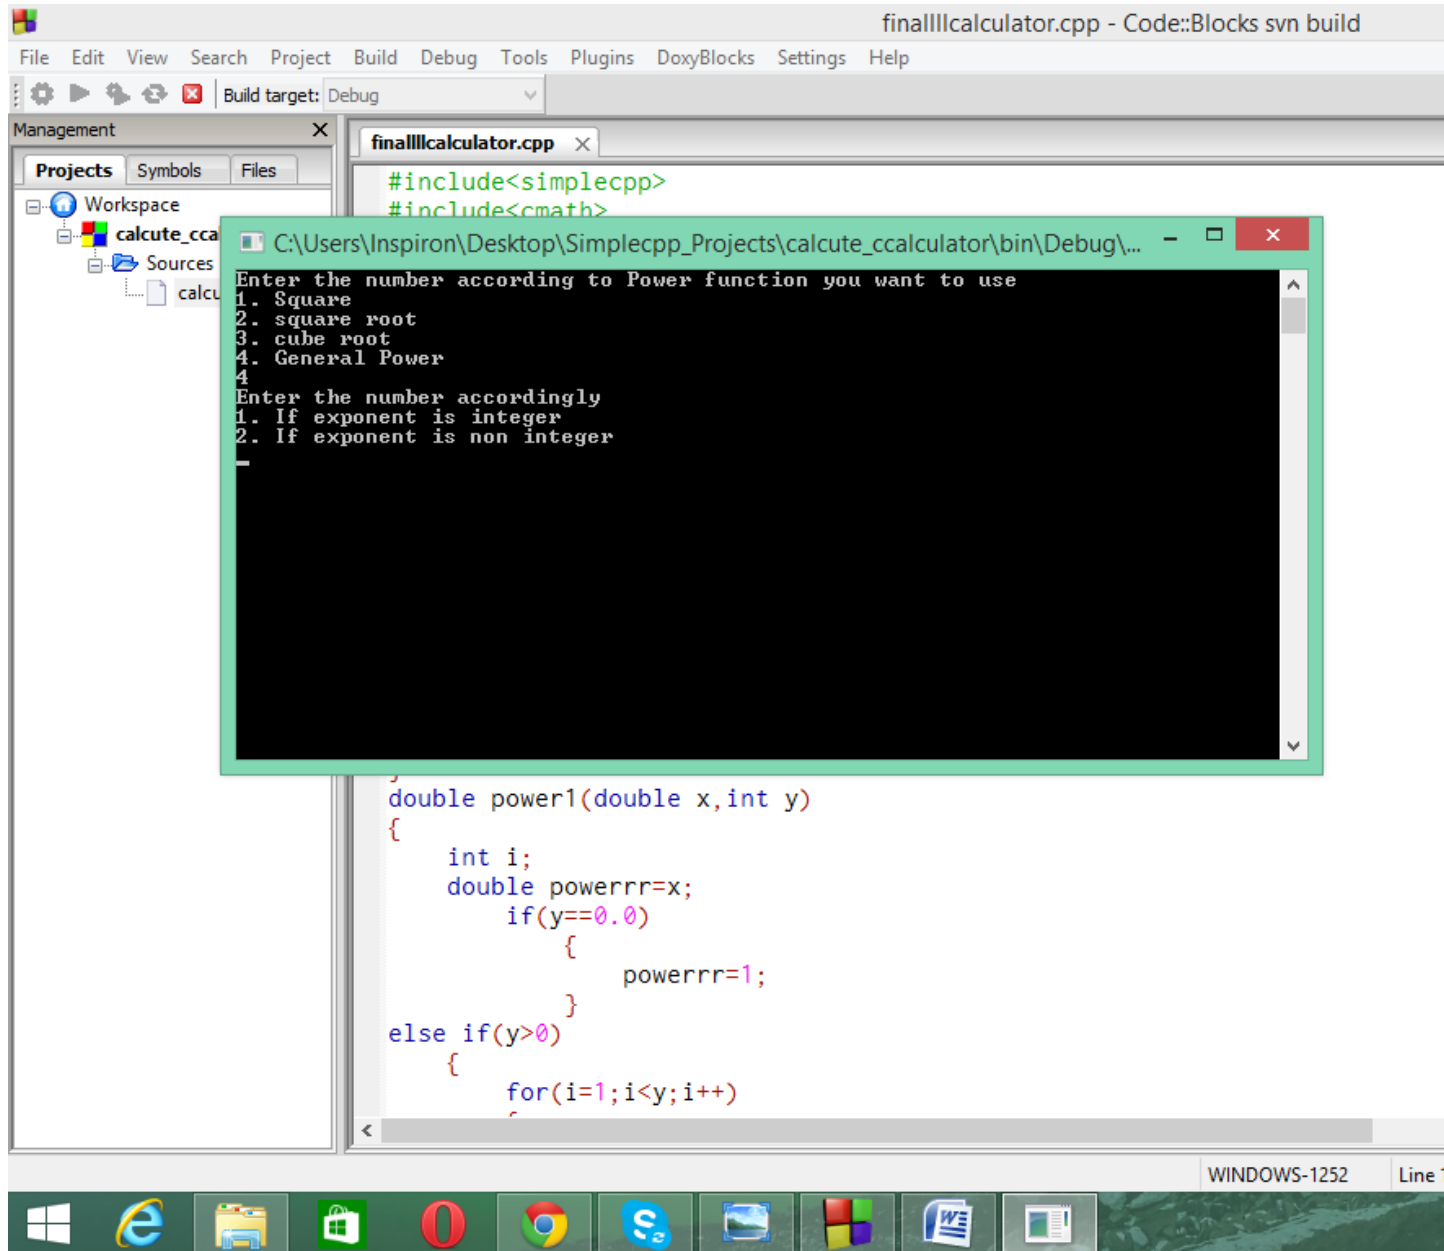 finallllcalculator.cpp - Code::Blocks svn build
File Edit View Search Project Build Debug Tools Plugins DoxyBlocks Settings Help
Build target: Debug
Management
finallllcalculator.cpp
Projects Symbols Files
Workspace
calcute_ccal
Sources
calcu
#include<simplecpp>
#include<cmath>
C:\Users\Inspiron\Desktop\Simplecpp_Projects\calcute_ccalculator\bin\Debug\...
Enter the number according to Power function you want to use
1. Square
2. square root
3. cube root
4. General Power
4
Enter the number accordingly
1. If exponent is integer
2. If exponent is non integer
}
double power1(double x,int y)
{
int i;
double powerrr=x;
if(y==0.0)
{
powerrr=1;
}
else if(y>0)
{
for(i=1;i<y;i++)
{
WINDOWS-1252 Line 1